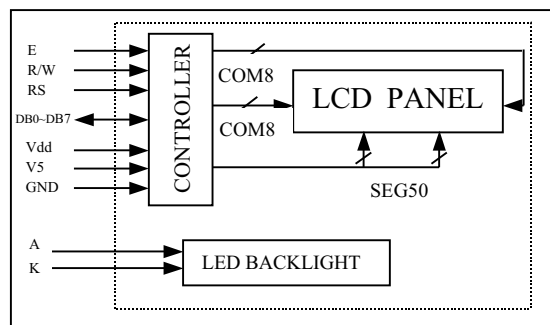 E
R/W
RS
DB0~DB7
Vdd
V5
GND
A
K
CONTROLLER
COM8
COM8
LCD PANEL
SEG50
LED BACKLIGHT